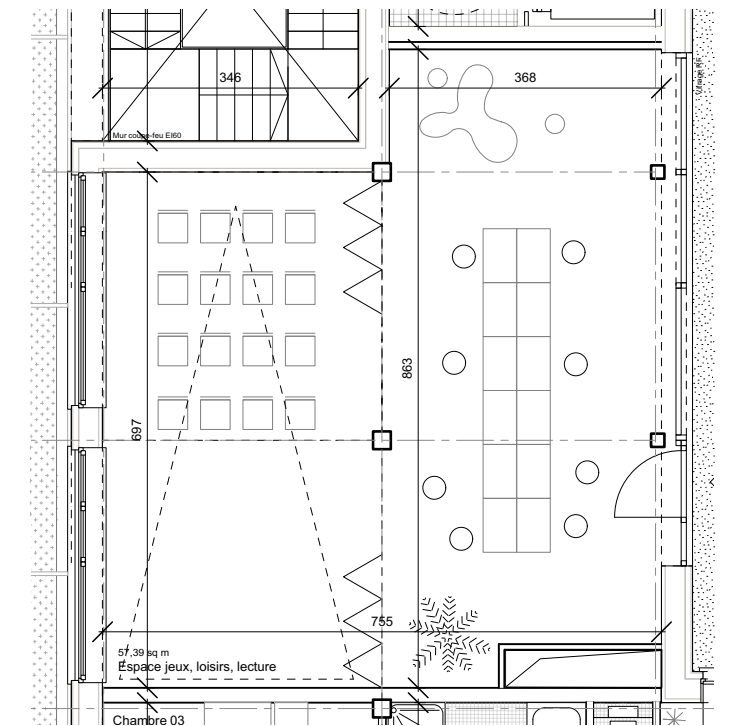 346
368
Mur coupe-feu EI60
863
697
755
57,39 sq m
Espace jeux, loisirs, lecture
Chambre 03